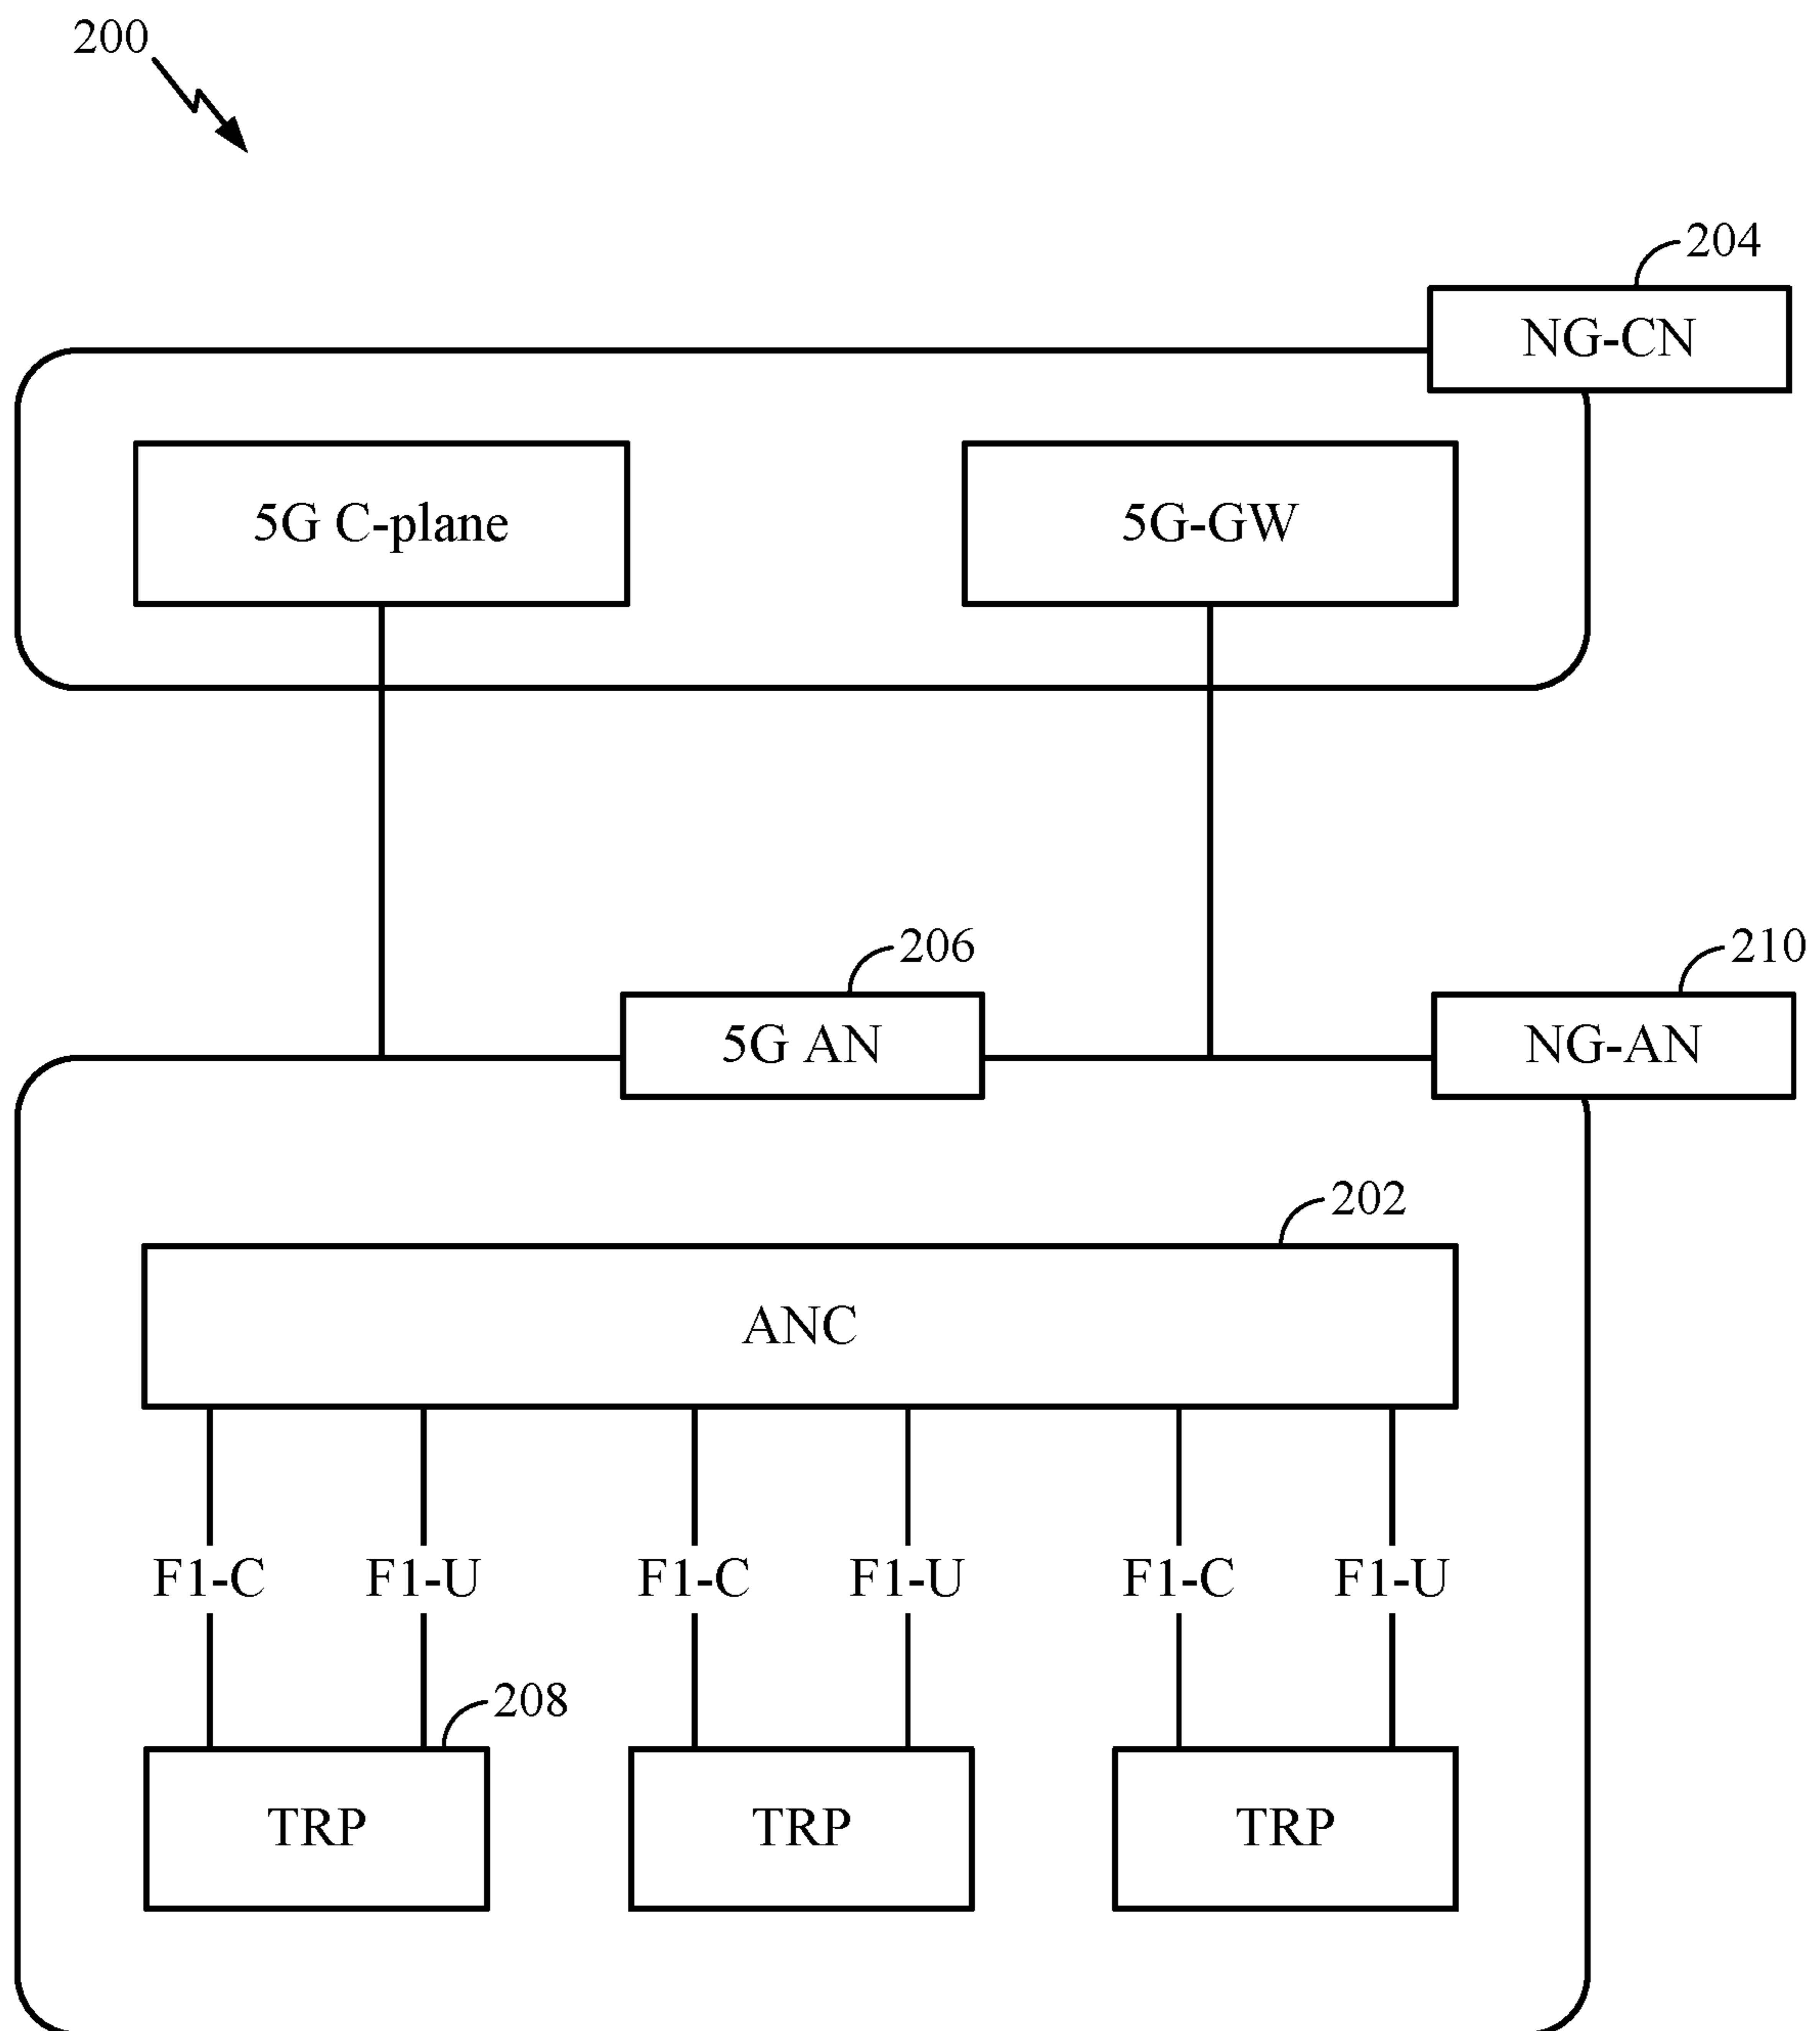 200
204
NG-CN
5G C-plane
5G-GW
206
210
5G AN
NG-AN
202
ANC
F1-C
F1-U
F1-C
F1-U
F1-C
F1-U
208
TRP
TRP
TRP